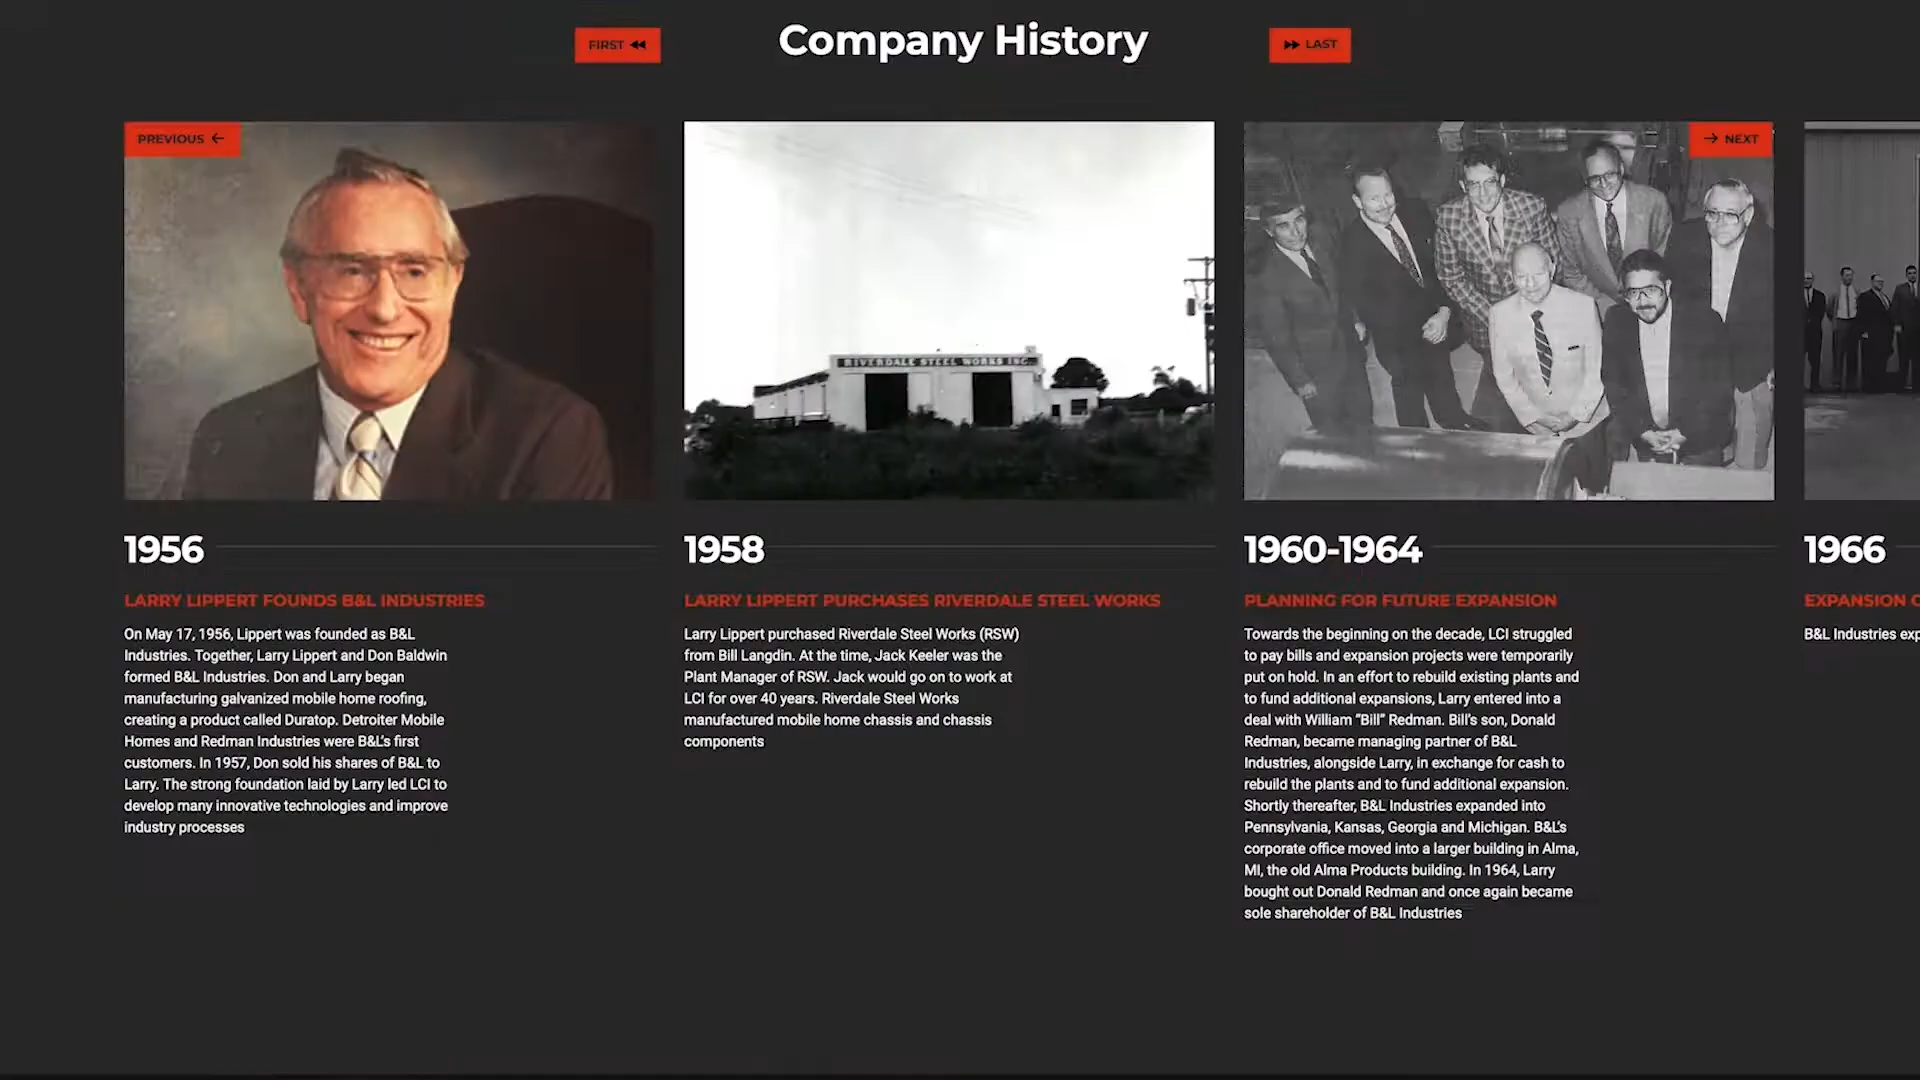 FIRST
Company History
LAST
PREVIOUS
NEXT
RIVERDALE STEEL WORKS INC.
1956
LARRY LIPPERT FOUNDS B&L INDUSTRIES
On May 17, 1956, Lippert was founded as B&L
Industries. Together, Larry Lippert and Don Baldwin
formed B&L Industries. Don and Larry began
manufacturing galvanized mobile home roofing,
creating a product called Duratop. Detroiter Mobile
Homes and Redman Industries were B&L's first
customers. In 1957, Don sold his shares of B&L to
Larry. The strong foundation laid by Larry led LCI to
develop many innovative technologies and improve
industry processes
1958
LARRY LIPPERT PURCHASES RIVERDALE STEEL WORKS
Larry Lippert purchased Riverdale Steel Works (RSW)
from Bill Langdin. At the time, Jack Keeler was the
Plant Manager of RSW. Jack would go on to work at
LCI for over 40 years. Riverdale Steel Works
manufactured mobile home chassis and chassis
components
1960-1964
PLANNING FOR FUTURE EXPANSION
Towards the beginning on the decade, LCI struggled
to pay bills and expansion projects were temporarily
put on hold. In an effort to rebuild existing plants and
to fund additional expansions, Larry entered into a
deal with William "Bill" Redman. Bill's son, Donald
Redman, became managing partner of B&L
Industries, alongside Larry, in exchange for cash to
rebuild the plants and to fund additional expansion.
Shortly thereafter, B&L Industries expanded into
Pennsylvania, Kansas, Georgia and Michigan. B&L's
corporate office moved into a larger building in Alma,
MI, the old Alma Products building. In 1964, Larry
bought out Donald Redman and once again became
sole shareholder of B&L Industries
1966
EXPANSION
B&L Industries exp